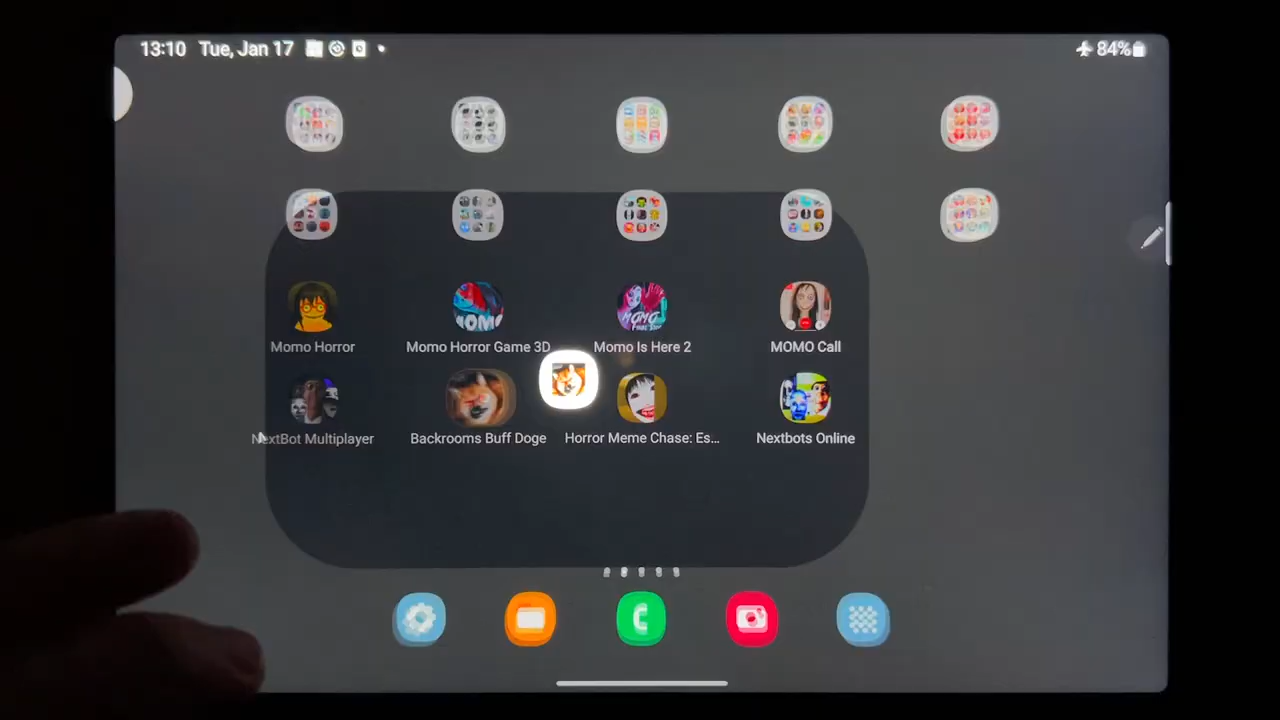 13:10 Tue, Jan 17 84%
Momo Horror Momo Horror Game 3D Momo Is Here 2 MOMO Call
NextBot Multiplayer Backrooms Buff Doge Horror Meme Chase: Es... Nextbots Online